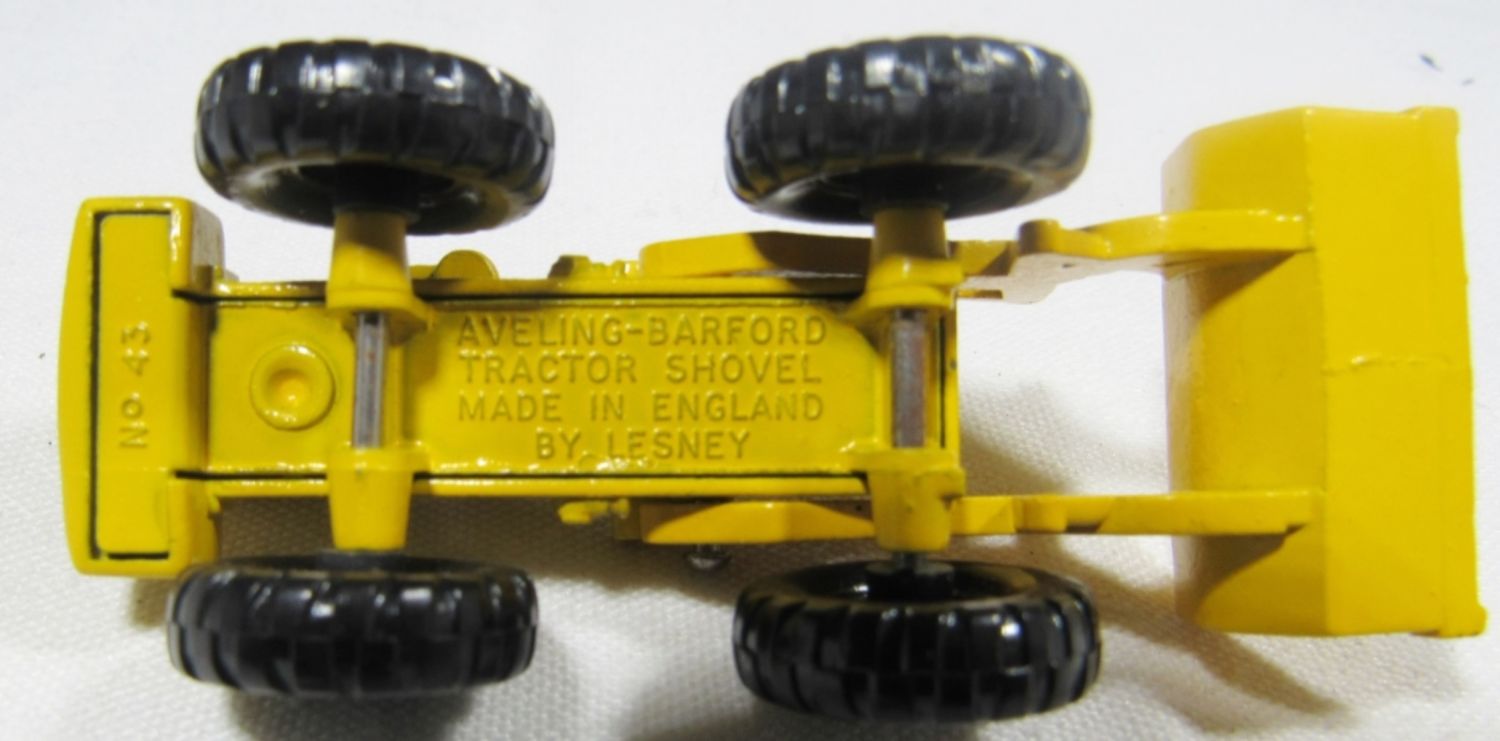 No. 43
AVELING-BARFORD
TRACTOR SHOVEL
MADE IN ENGLAND
BY LESNEY